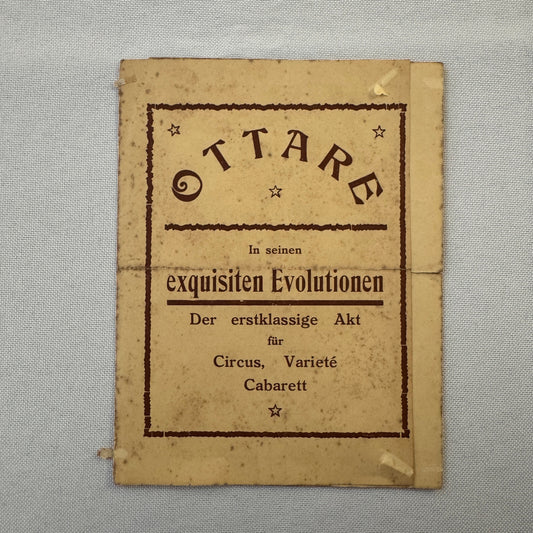 OTTARE
In seinen
exquisiten Evolutionen
Der erstklassige Akt
für
Circus, Varieté
Cabarett